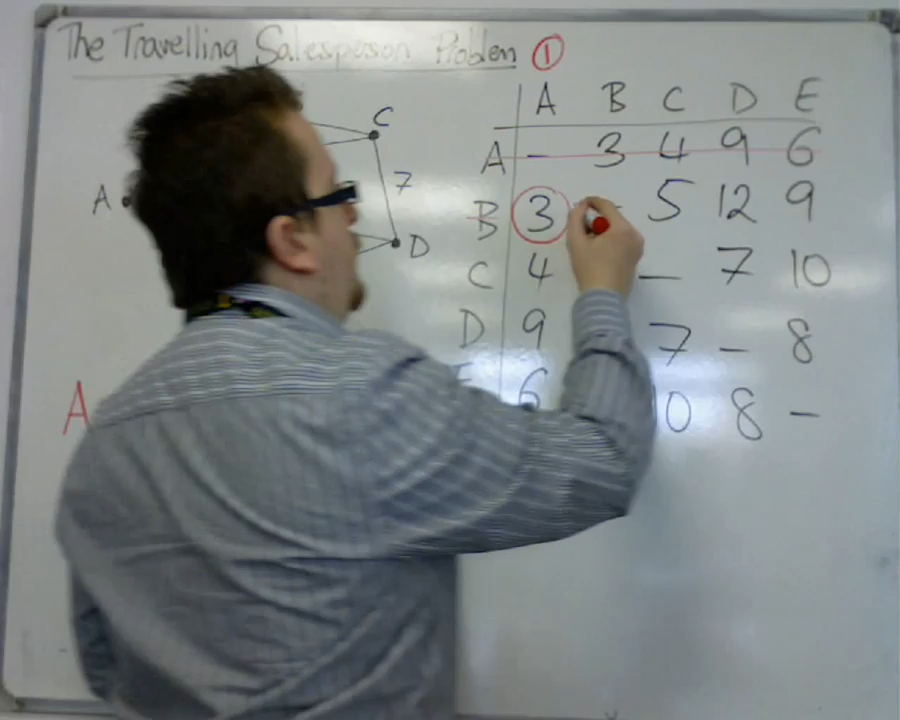 The Travelling Salesperson Problem ①
A B C D E
A - 3 4 9 6
B 3 5 12 9
C 4 - 7 10
D 9 7 - 8
6 0 8 -
C
7
A
D
A